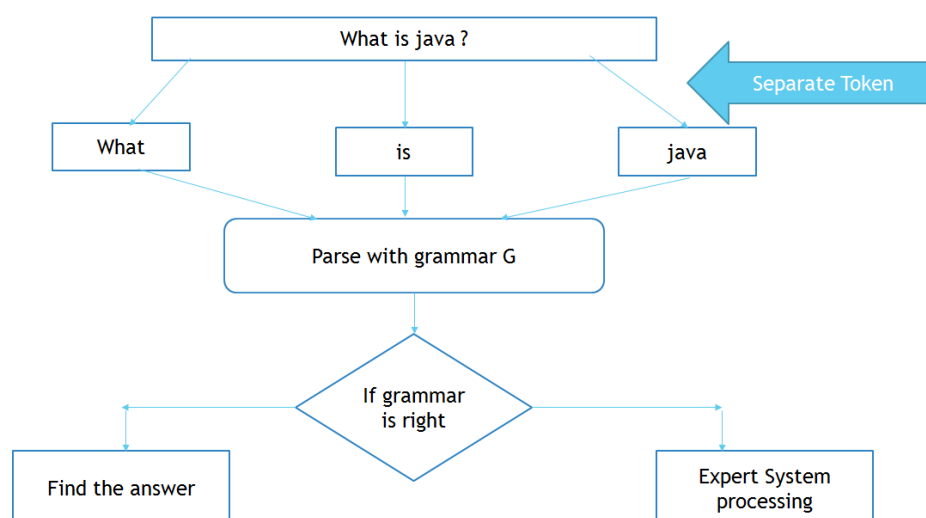 What is java ?
Separate Token
What
is
java
Parse with grammar G
If grammar
is right
Find the answer
Expert System
processing